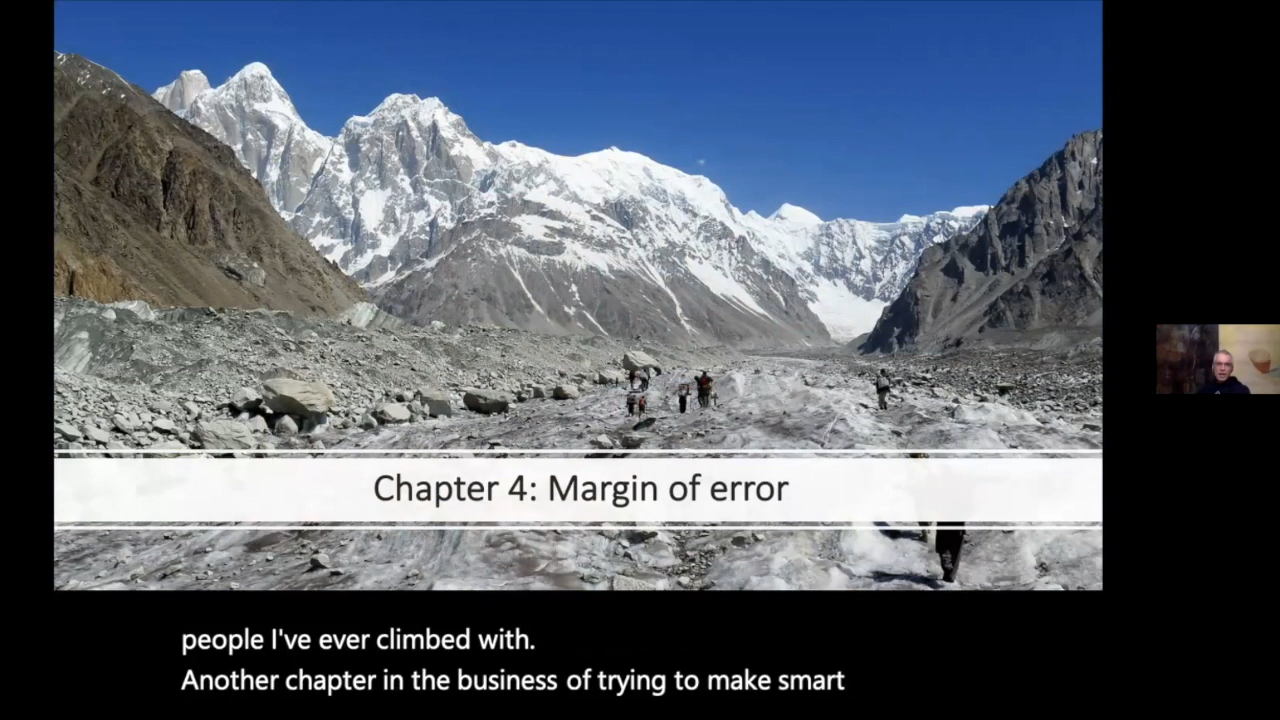 Chapter 4: Margin of error
people I've ever climbed with.
Another chapter in the business of trying to make smart